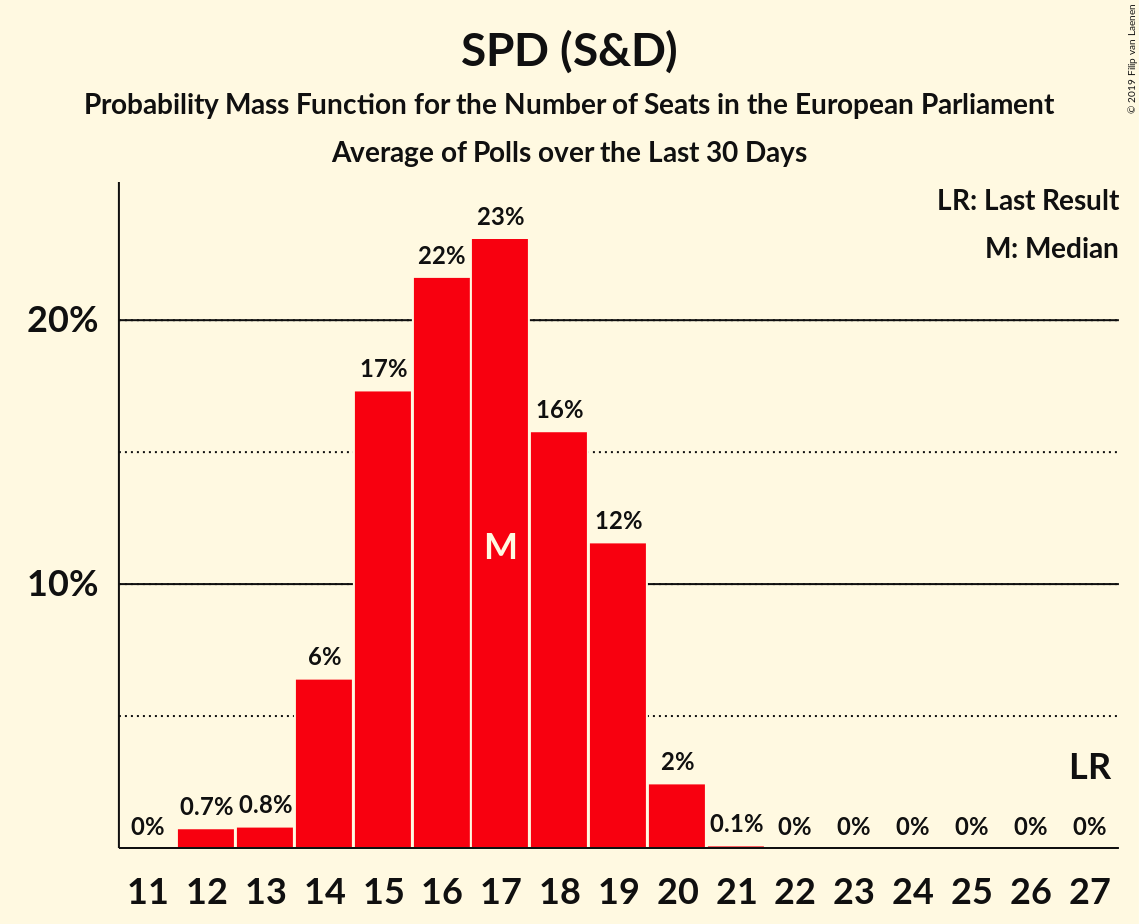 SPD (S&D)
Probability Mass Function for the Number of Seats in the European Parliament
Average of Polls over the Last 30 Days
© 2019 Filip van Laenen
LR: Last Result
M: Median
20%
10%
0%
0.7%
0.8%
6%
17%
22%
23%
16%
12%
2%
0.1%
0%
0%
0%
0%
0%
0%
M
LR
11 12 13 14 15 16 17 18 19 20 21 22 23 24 25 26 27